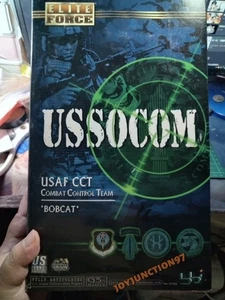 ELITE
FORCE
USSOCOM
USAF CCT
COMBAT CONTROL TEAM
'BOBCAT'
JOYJUNCTION97